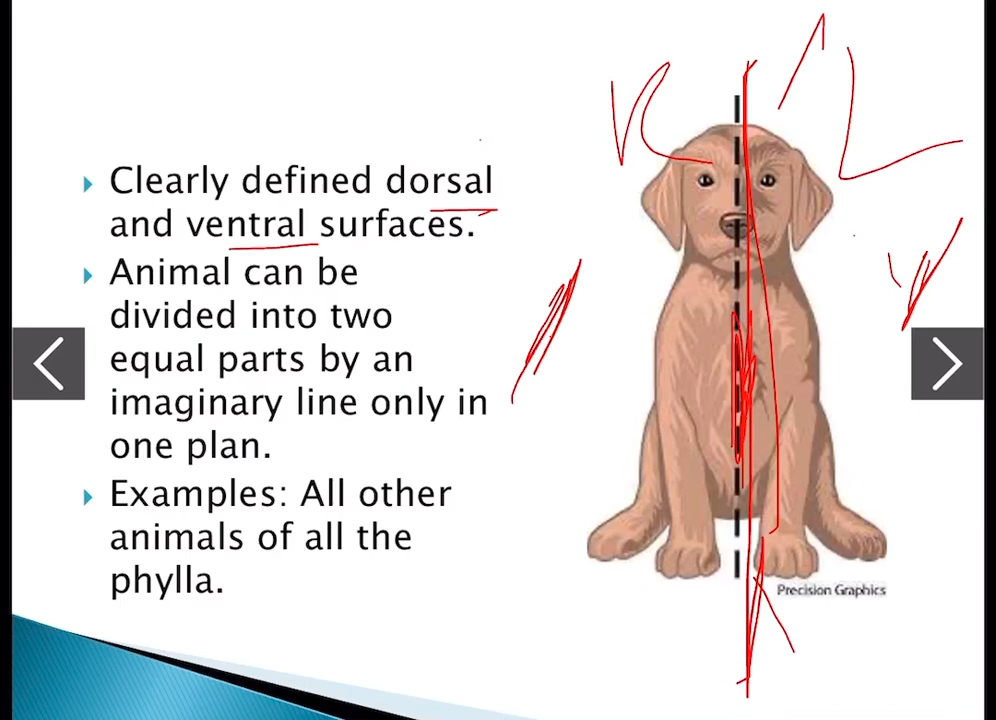 Clearly defined dorsal
and ventral surfaces.
Animal can be
divided into two
equal parts by an
imaginary line only in
one plan.
Examples: All other
animals of all the
phylla.
R
L
Precision Graphics